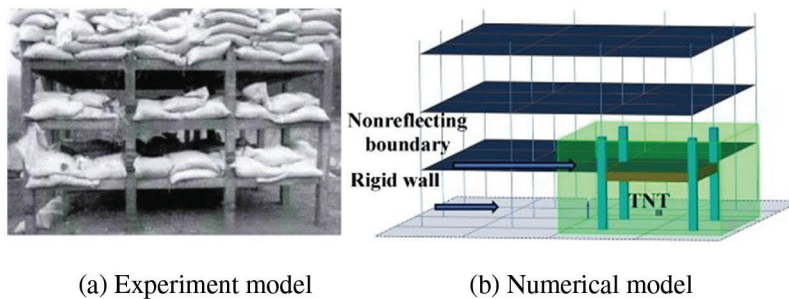 Nonreflecting
boundary
Rigid wall
TNT
(a) Experiment model
(b) Numerical model